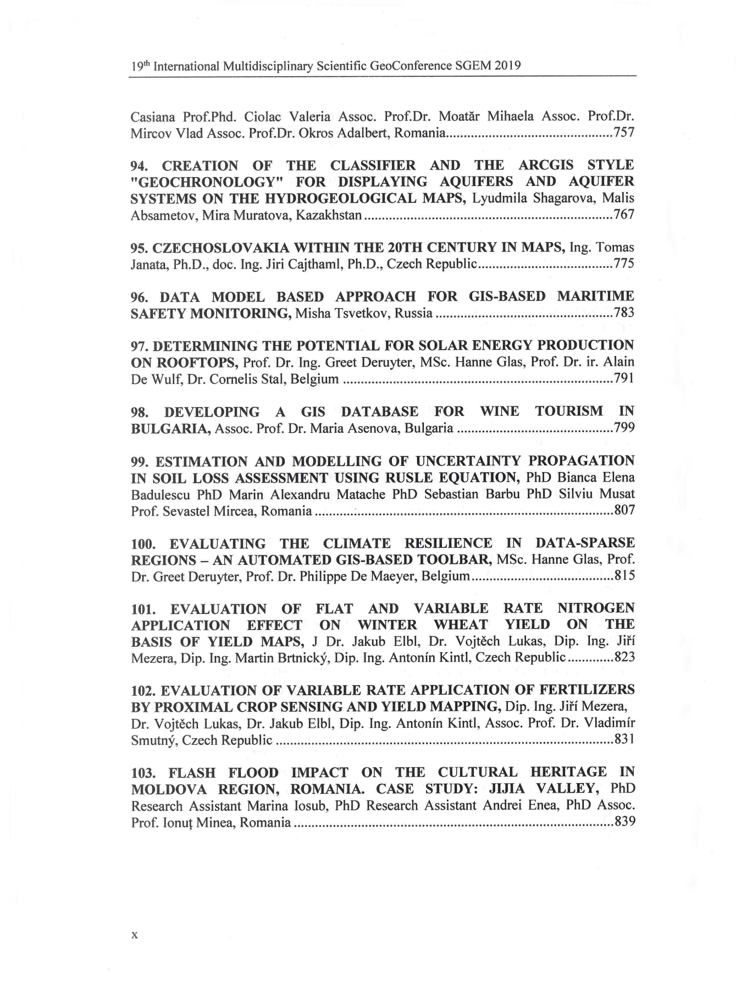 19th International Multidisciplinary Scientific GeoConference SGEM 2019
Casiana Prof.Phd. Ciolac Valeria Assoc. Prof.Dr. Moatăr Mihaela Assoc. Prof.Dr.
Mircov Vlad Assoc. Prof.Dr. Okros Adalbert, Romania...............................................757
94. CREATION OF THE CLASSIFIER AND THE ARCGIS STYLE
"GEOCHRONOLOGY" FOR DISPLAYING AQUIFERS AND AQUIFER
SYSTEMS ON THE HYDROGEOLOGICAL MAPS, Lyudmila Shagarova, Malis
Absametov, Mira Muratova, Kazakhstan......................................................................767
95. CZECHOSLOVAKIA WITHIN THE 20TH CENTURY IN MAPS, Ing. Tomas
Janata, Ph.D., doc. Ing. Jiri Cajthaml, Ph.D., Czech Republic......................................775
96. DATA MODEL BASED APPROACH FOR GIS-BASED MARITIME
SAFETY MONITORING, Misha Tsvetkov, Russia ..................................................783
97. DETERMINING THE POTENTIAL FOR SOLAR ENERGY PRODUCTION
ON ROOFTOPS, Prof. Dr. Ing. Greet Deruyter, MSc. Hanne Glas, Prof. Dr. ir. Alain
De Wulf, Dr. Cornelis Stal, Belgium ............................................................................791
98. DEVELOPING A GIS DATABASE FOR WINE TOURISM IN
BULGARIA, Assoc. Prof. Dr. Maria Asenova, Bulgaria ............................................799
99. ESTIMATION AND MODELLING OF UNCERTAINTY PROPAGATION
IN SOIL LOSS ASSESSMENT USING RUSLE EQUATION, PhD Bianca Elena
Badulescu PhD Marin Alexandru Matache PhD Sebastian Barbu PhD Silviu Musat
Prof. Sevastel Mircea, Romania ....................................................................................807
100. EVALUATING THE CLIMATE RESILIENCE IN DATA-SPARSE
REGIONS – AN AUTOMATED GIS-BASED TOOLBAR, MSc. Hanne Glas, Prof.
Dr. Greet Deruyter, Prof. Dr. Philippe De Maeyer, Belgium........................................815
101. EVALUATION OF FLAT AND VARIABLE RATE NITROGEN
APPLICATION EFFECT ON WINTER WHEAT YIELD ON THE
BASIS OF YIELD MAPS, J Dr. Jakub Elbl, Dr. Vojtěch Lukas, Dip. Ing. Jiří
Mezera, Dip. Ing. Martin Brtnický, Dip. Ing. Antonín Kintl, Czech Republic.............823
102. EVALUATION OF VARIABLE RATE APPLICATION OF FERTILIZERS
BY PROXIMAL CROP SENSING AND YIELD MAPPING, Dip. Ing. Jiří Mezera,
Dr. Vojtěch Lukas, Dr. Jakub Elbl, Dip. Ing. Antonín Kintl, Assoc. Prof. Dr. Vladimír
Smutný, Czech Republic ...............................................................................................831
103. FLASH FLOOD IMPACT ON THE CULTURAL HERITAGE IN
MOLDOVA REGION, ROMANIA. CASE STUDY: JIJIA VALLEY, PhD
Research Assistant Marina Iosub, PhD Research Assistant Andrei Enea, PhD Assoc.
Prof. Ionuț Minea, Romania ..........................................................................................839
x